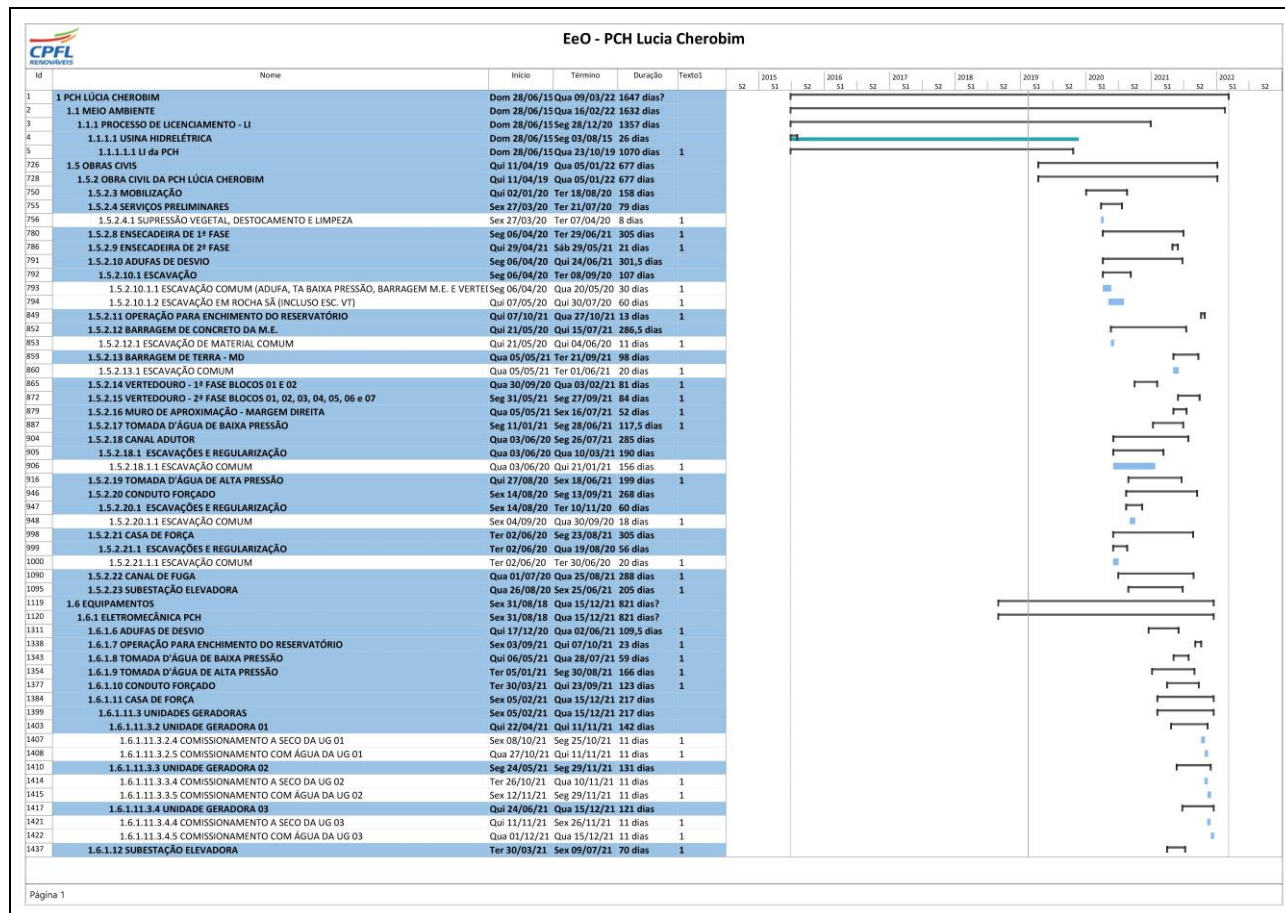 EeO - PCH Lucia Cherobim
CPFL
RENOVÁVEIS
Id Nome Início Término Duração Texto1
2015 2016 2017 2018 2019 2020 2021 2022
S2 S1 S2 S1 S2 S1 S2 S1 S2 S1 S2 S1 S2 S1 S2 S1 S2
1 1 PCH LÚCIA CHEROBIM Dom 28/06/15 Qua 09/03/22 1647 dias?
2 1.1 MEIO AMBIENTE Dom 28/06/15 Qua 16/02/22 1632 dias
3 1.1.1 PROCESSO DE LICENCIAMENTO - LI Dom 28/06/15 Seg 28/12/20 1357 dias
4 1.1.1.1 USINA HIDRELÉTRICA Dom 28/06/15 Seg 03/08/15 26 dias
5 1.1.1.1.1 LI da PCH Dom 28/06/15 Qua 23/10/19 1070 dias 1
726 1.5 OBRAS CIVIS Qui 11/04/19 Qua 05/01/22 677 dias
728 1.5.2 OBRA CIVIL DA PCH LÚCIA CHEROBIM Qui 11/04/19 Qua 05/01/22 677 dias
750 1.5.2.3 MOBILIZAÇÃO Qui 02/01/20 Ter 18/08/20 158 dias
755 1.5.2.4 SERVIÇOS PRELIMINARES Sex 27/03/20 Ter 21/07/20 79 dias
756 1.5.2.4.1 SUPRESSÃO VEGETAL, DESTOCAMENTO E LIMPEZA Sex 27/03/20 Ter 07/04/20 8 dias 1
780 1.5.2.8 ENSECADEIRA DE 1ª FASE Seg 06/04/20 Ter 29/06/21 305 dias 1
786 1.5.2.9 ENSECADEIRA DE 2ª FASE Qui 29/04/21 Sáb 29/05/21 21 dias 1
791 1.5.2.10 ADUFAS DE DESVIO Seg 06/04/20 Qui 24/06/21 301,5 dias
792 1.5.2.10.1 ESCAVAÇÃO Seg 06/04/20 Ter 08/09/20 107 dias
793 1.5.2.10.1.1 ESCAVAÇÃO COMUM (ADUFA, TA BAIXA PRESSÃO, BARRAGEM M.E. E VERTEI Seg 06/04/20 Qua 20/05/20 30 dias 1
794 1.5.2.10.1.2 ESCAVAÇÃO EM ROCHA SÃ (INCLUSO ESC. VT) Qui 07/05/20 Qui 30/07/20 60 dias 1
849 1.5.2.11 OPERAÇÃO PARA ENCHIMENTO DO RESERVATÓRIO Qui 07/10/21 Qua 27/10/21 13 dias 1
852 1.5.2.12 BARRAGEM DE CONCRETO DA M.E. Qui 21/05/20 Qui 15/07/21 286,5 dias
853 1.5.2.12.1 ESCAVAÇÃO DE MATERIAL COMUM Qui 21/05/20 Qui 04/06/20 11 dias 1
859 1.5.2.13 BARRAGEM DE TERRA - MD Qua 05/05/21 Ter 21/09/21 98 dias
860 1.5.2.13.1 ESCAVAÇÃO COMUM Qua 05/05/21 Ter 01/06/21 20 dias 1
865 1.5.2.14 VERTEDOURO - 1ª FASE BLOCOS 01 E 02 Qua 30/09/20 Qua 03/02/21 81 dias 1
872 1.5.2.15 VERTEDOURO - 2ª FASE BLOCOS 01, 02, 03, 04, 05, 06 e 07 Seg 31/05/21 Seg 27/09/21 84 dias 1
879 1.5.2.16 MURO DE APROXIMAÇÃO - MARGEM DIREITA Qua 05/05/21 Sex 16/07/21 52 dias 1
887 1.5.2.17 TOMADA D'ÁGUA DE BAIXA PRESSÃO Seg 11/01/21 Seg 28/06/21 117,5 dias 1
904 1.5.2.18 CANAL ADUTOR Qua 03/06/20 Seg 26/07/21 285 dias
905 1.5.2.18.1 ESCAVAÇÕES E REGULARIZAÇÃO Qua 03/06/20 Qua 10/03/21 190 dias
906 1.5.2.18.1.1 ESCAVAÇÃO COMUM Qua 03/06/20 Qui 21/01/21 156 dias 1
916 1.5.2.19 TOMADA D'ÁGUA DE ALTA PRESSÃO Qui 27/08/20 Sex 18/06/21 199 dias 1
946 1.5.2.20 CONDUTO FORÇADO Sex 14/08/20 Seg 13/09/21 268 dias
947 1.5.2.20.1 ESCAVAÇÕES E REGULARIZAÇÃO Sex 14/08/20 Ter 10/11/20 60 dias
948 1.5.2.20.1.1 ESCAVAÇÃO COMUM Sex 04/09/20 Qua 30/09/20 18 dias 1
998 1.5.2.21 CASA DE FORÇA Ter 02/06/20 Seg 23/08/21 305 dias
999 1.5.2.21.1 ESCAVAÇÕES E REGULARIZAÇÃO Ter 02/06/20 Qua 19/08/20 56 dias
1000 1.5.2.21.1.1 ESCAVAÇÃO COMUM Ter 02/06/20 Ter 30/06/20 20 dias 1
1090 1.5.2.22 CANAL DE FUGA Qua 01/07/20 Qua 25/08/21 288 dias 1
1095 1.5.2.23 SUBESTAÇÃO ELEVADORA Qua 26/08/20 Sex 25/06/21 205 dias 1
1119 1.6 EQUIPAMENTOS Sex 31/08/18 Qua 15/12/21 821 dias?
1120 1.6.1 ELETROMECÂNICA PCH Sex 31/08/18 Qua 15/12/21 821 dias?
1311 1.6.1.6 ADUFAS DE DESVIO Qui 17/12/20 Qua 02/06/21 109,5 dias 1
1338 1.6.1.7 OPERAÇÃO PARA ENCHIMENTO DO RESERVATÓRIO Sex 03/09/21 Qui 07/10/21 23 dias 1
1343 1.6.1.8 TOMADA D'ÁGUA DE BAIXA PRESSÃO Qui 06/05/21 Qua 28/07/21 59 dias 1
1354 1.6.1.9 TOMADA D'ÁGUA DE ALTA PRESSÃO Ter 05/01/21 Seg 30/08/21 166 dias 1
1377 1.6.1.10 CONDUTO FORÇADO Ter 30/03/21 Qui 23/09/21 123 dias 1
1384 1.6.1.11 CASA DE FORÇA Sex 05/02/21 Qua 15/12/21 217 dias
1399 1.6.1.11.3 UNIDADES GERADORAS Sex 05/02/21 Qua 15/12/21 217 dias
1403 1.6.1.11.3.2 UNIDADE GERADORA 01 Qui 22/04/21 Qui 11/11/21 142 dias
1407 1.6.1.11.3.2.4 COMISSIONAMENTO A SECO DA UG 01 Sex 08/10/21 Seg 25/10/21 11 dias 1
1408 1.6.1.11.3.2.5 COMISSIONAMENTO COM ÁGUA DA UG 01 Qua 27/10/21 Qui 11/11/21 11 dias 1
1410 1.6.1.11.3.3 UNIDADE GERADORA 02 Seg 24/05/21 Seg 29/11/21 131 dias
1414 1.6.1.11.3.3.4 COMISSIONAMENTO A SECO DA UG 02 Ter 26/10/21 Qua 10/11/21 11 dias 1
1415 1.6.1.11.3.3.5 COMISSIONAMENTO COM ÁGUA DA UG 02 Sex 12/11/21 Seg 29/11/21 11 dias 1
1417 1.6.1.11.3.4 UNIDADE GERADORA 03 Qui 24/06/21 Qua 15/12/21 121 dias
1421 1.6.1.11.3.4.4 COMISSIONAMENTO A SECO DA UG 03 Qui 11/11/21 Sex 26/11/21 11 dias 1
1422 1.6.1.11.3.4.5 COMISSIONAMENTO COM ÁGUA DA UG 03 Qua 01/12/21 Qua 15/12/21 11 dias 1
1437 1.6.1.12 SUBESTAÇÃO ELEVADORA Ter 30/03/21 Sex 09/07/21 70 dias 1
Página 1